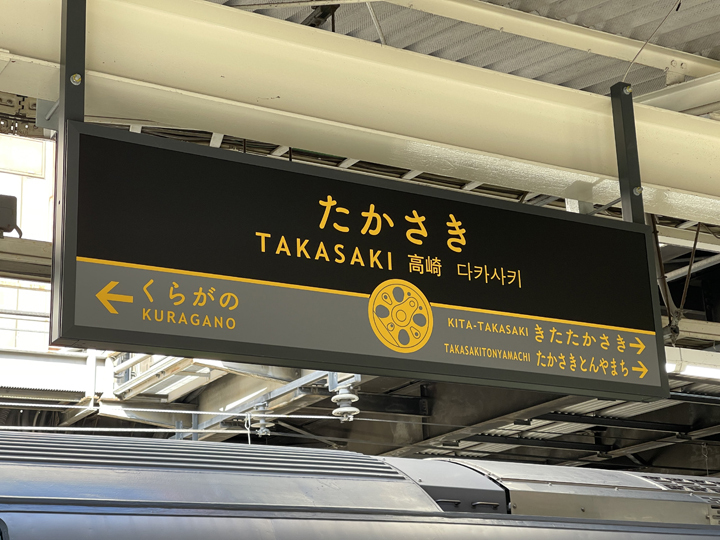 たかさき
TAKASAKI 高崎 다카사키
← くらがの
KURAGANO
KITA-TAKASAKI きたたかさき →
TAKASAKITONYAMACHI たかさきとんやまち →